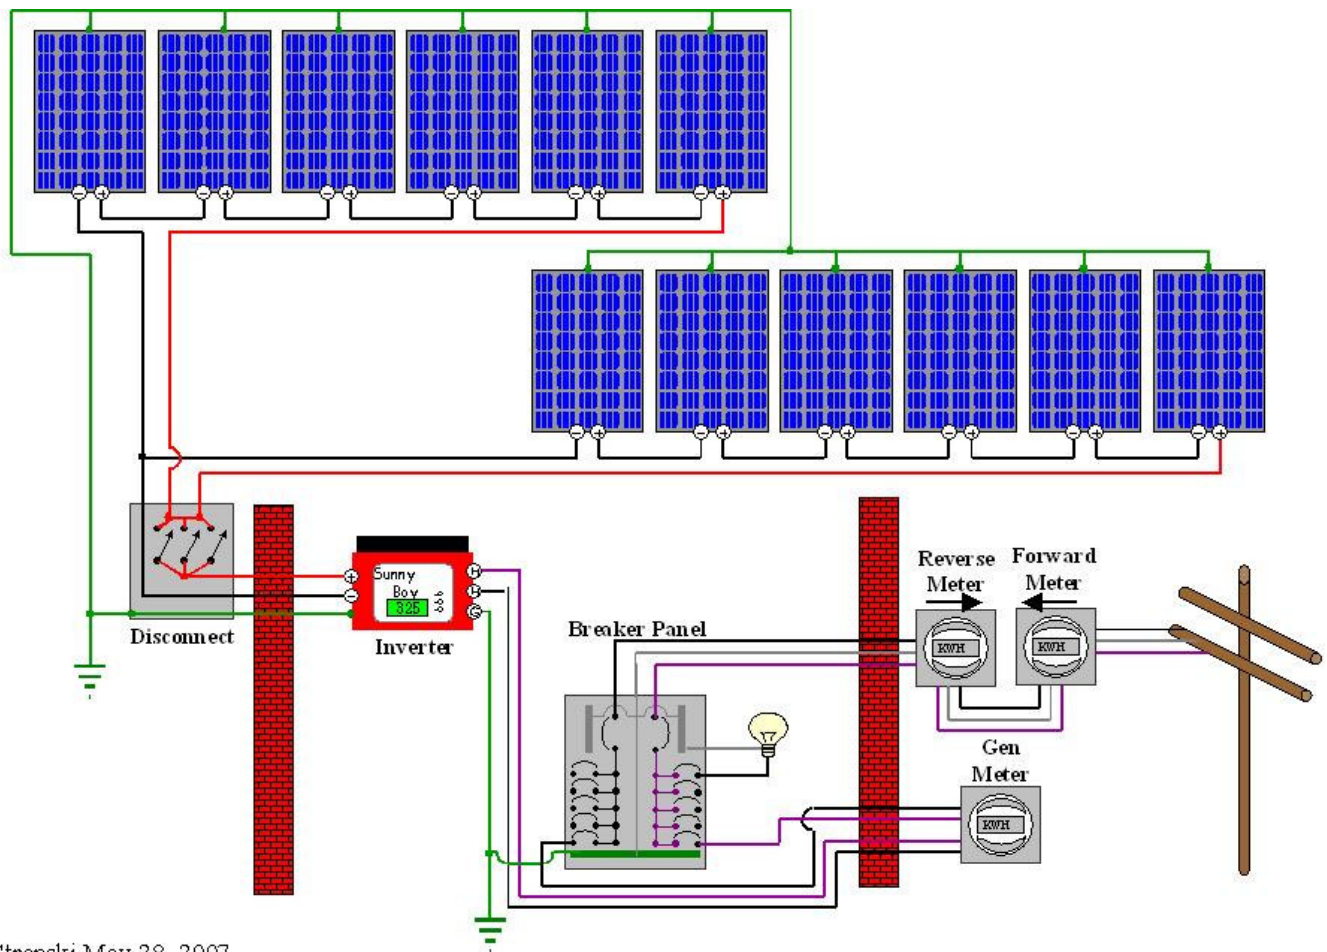 Sunny
Boy
325
Disconnect
Inverter
Breaker Panel
Reverse
Meter
Forward
Meter
KWH
KWH
Gen
Meter
KWH
May 28, 2007